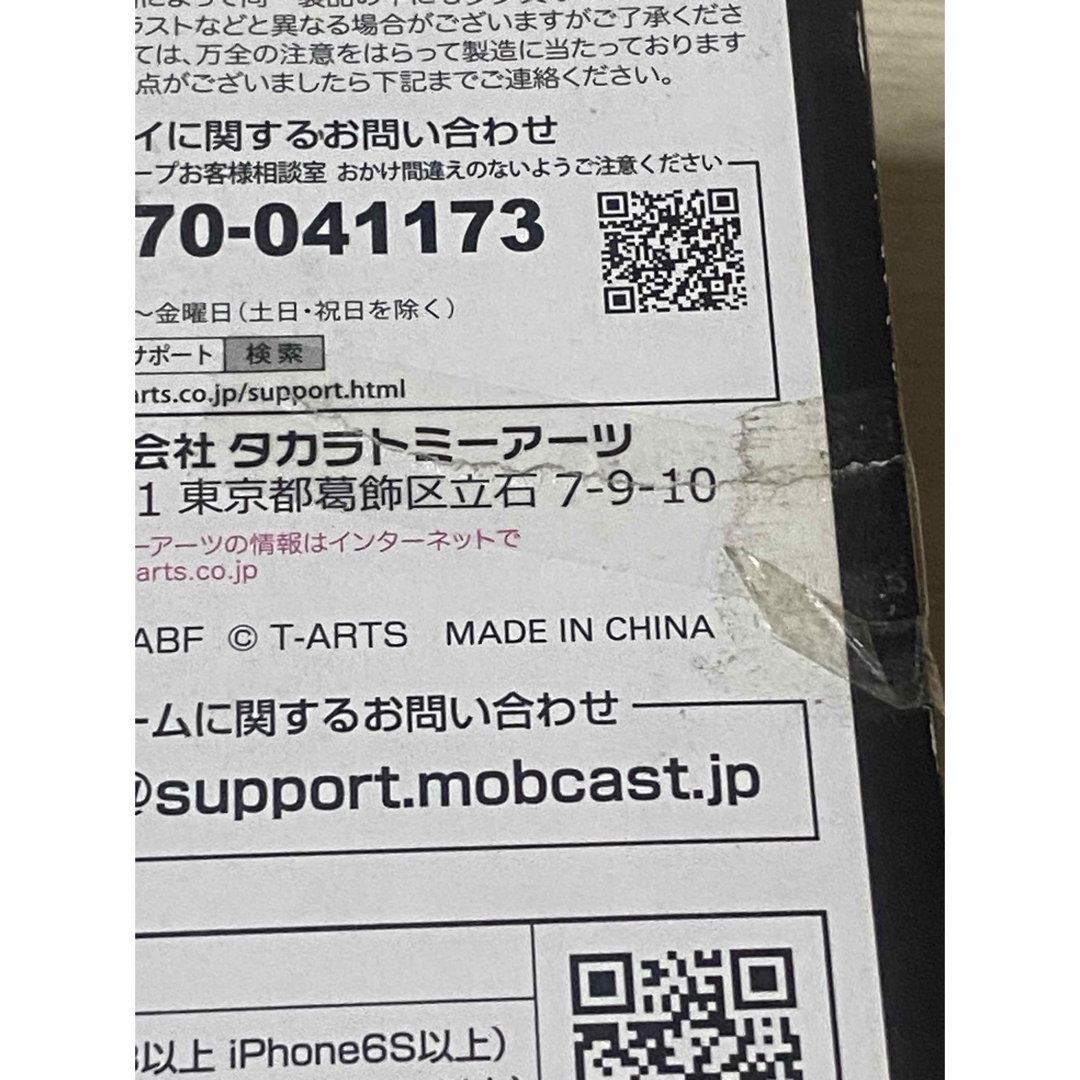 ラストなどと異なる場合がございますがご了承くださ
ては、万全の注意をはらって製造に当たっております
点がございましたら下記までご連絡ください。
イに関するお問い合わせ
ープお客様相談室 おかけ間違えのないようご注意ください
70-041173
～金曜日(土日・祝日を除く)
サポート 検索
arts.co.jp/support.html
会社 タカラトミーアーツ
1 東京都葛飾区立石 7-9-10
ーアーツの情報はインターネットで
arts.co.jp
ABF © T-ARTS MADE IN CHINA
ームに関するお問い合わせ
@support.mobcast.jp
以上 iPhone6S以上)